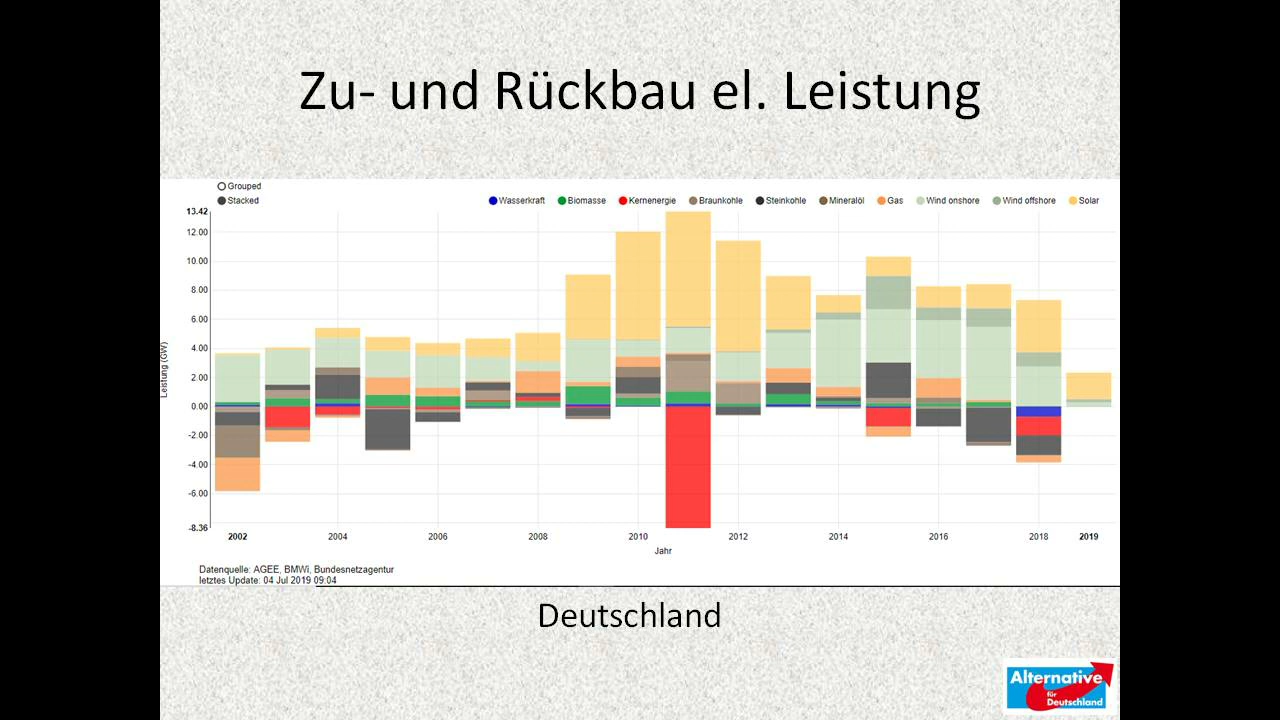 Zu- und Rückbau el. Leistung
Grouped
Stacked
Wasserkraft Biomasse Kernenergie Braunkohle Steinkohle Mineralöl Gas Wind onshore Wind offshore Solar
13.42
12.00
10.00
8.00
6.00
4.00
2.00
0.00
-2.00
-4.00
-6.00
-8.36
Leistung (GW)
2002 2004 2006 2008 2010 2012 2014 2016 2018 2019
Jahr
Datenquelle: AGEE, BMWi, Bundesnetzagentur
letztes Update: 04 Jul 2019 09:04
Deutschland
Alternative
für
Deutschland